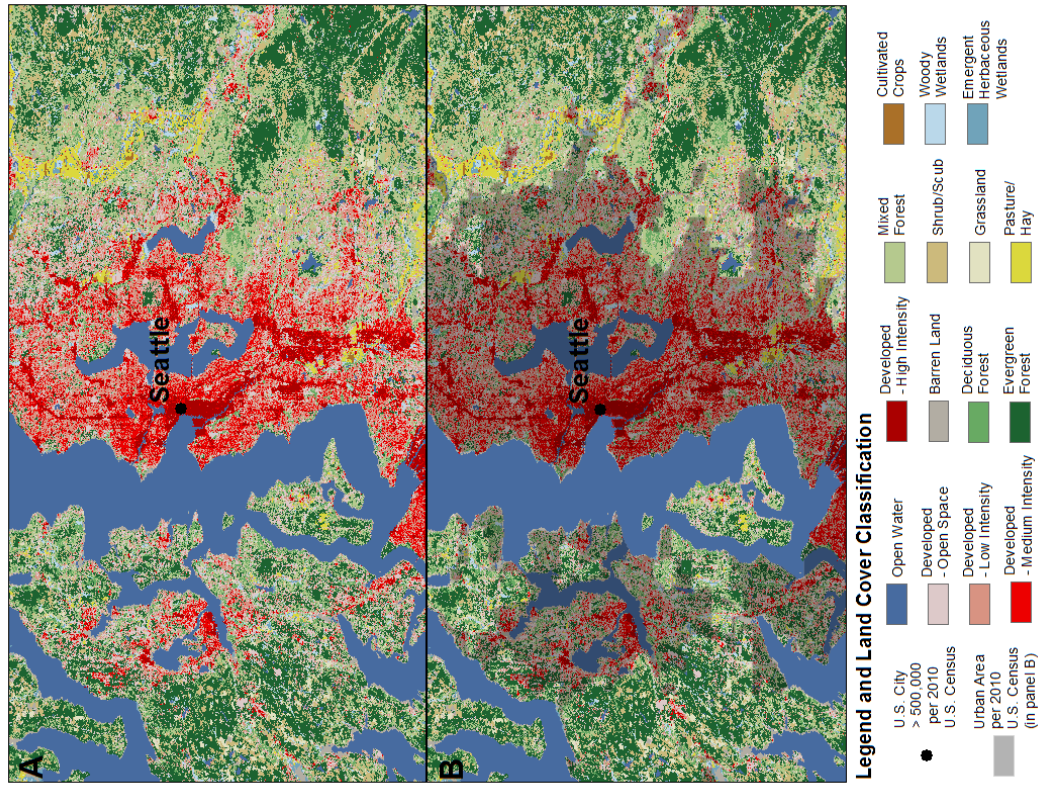 A
Seattle
B
Seattle
Legend and Land Cover Classification
U.S. City
> 500,000
per 2010
U.S. Census
Urban Area
per 2010
U.S. Census
(in panel B)
Open Water
Developed
- Open Space
Developed
- Low Intensity
Developed
- Medium Intensity
Developed
- High Intensity
Barren Land
Deciduous
Forest
Evergreen
Forest
Mixed
Forest
Shrub/Scub
Grassland
Pasture/
Hay
Cultivated
Crops
Woody
Wetlands
Emergent
Herbaceous
Wetlands